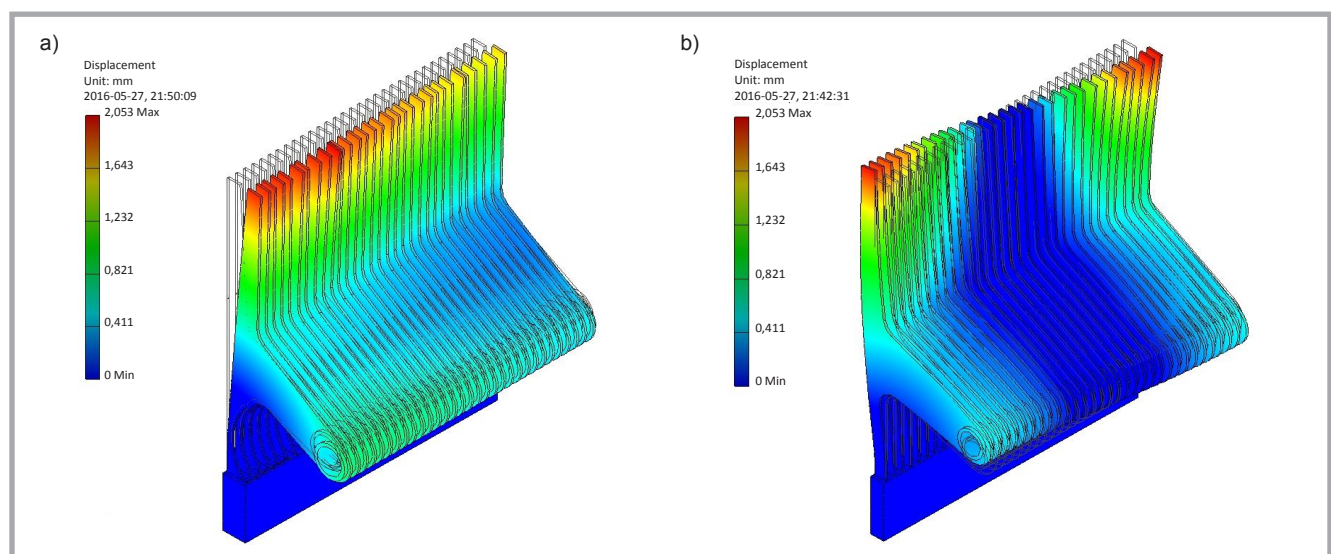 a)
Displacement
Unit: mm
2016-05-27, 21:50:09
2,053 Max
1,643
1,232
0,821
0,411
0 Min
b)
Displacement
Unit: mm
2016-05-27, 21:42:31
2,053 Max
1,643
1,232
0,821
0,411
0 Min